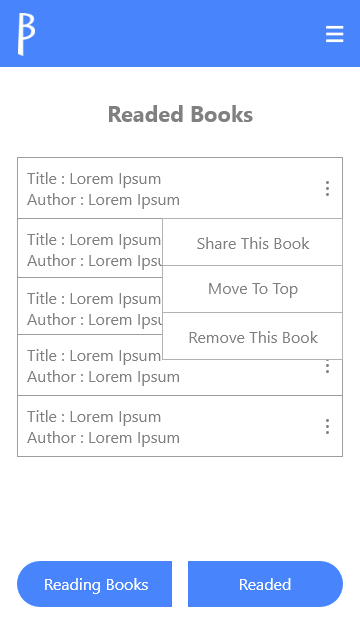 β
Readed Books
Title : Lorem Ipsum
Author : Lorem Ipsum
Title : Lorem Ipsum
Author : Lorem Ip
Share This Book
Move To Top
Remove This Book
Title : Lorem Ipsum
Author : Lorem Ip
Title : Lorem Ipsum
Author : Lorem Ipsum
Title : Lorem Ipsum
Author : Lorem Ipsum
Reading Books
Readed